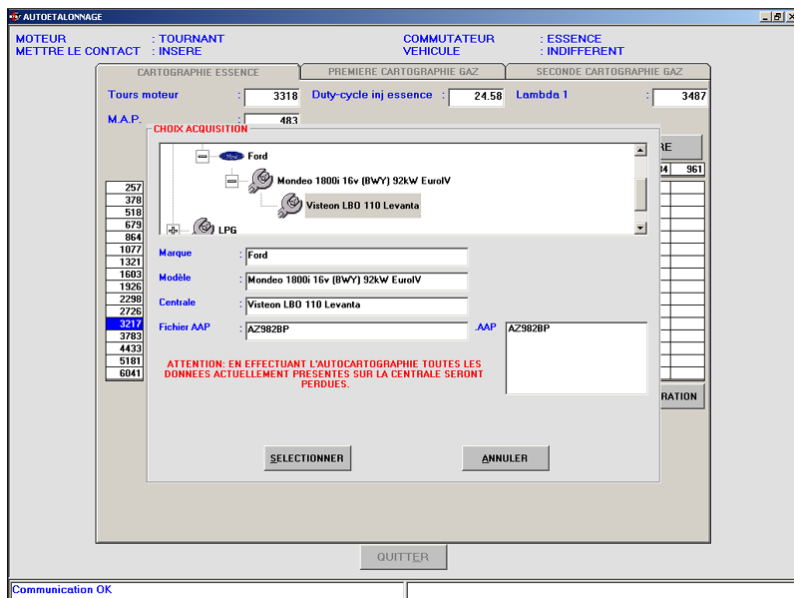 AUTOETALONNAGE
MOTEUR : TOURNANT COMMUTATEUR : ESSENCE
METTRE LE CONTACT : INSERE VEHICULE : INDIFFERENT
CARTOGRAPHIE ESSENCE PREMIERE CARTOGRAPHIE GAZ SECONDE CARTOGRAPHIE GAZ
Tours moteur : 3318 Duty-cycle inj essence : 24.58 Lambda 1 : 3487
M.A.P. : 483
CHOIX ACQUISITION
RE
Ford
961
Mondeo 1800i 16v (BWY) 92kW EuroIV
257
378
Visteon LBO 110 Levanta
518
679
LPG
864
1077
Marque : Ford
1321
1603
Modèle : Mondeo 1800i 16v (BWY) 92kW EuroIV
1926
2298
Centrale : Visteon LBO 110 Levanta
2726
3217
Fichier AAP : AZ982BP .AAP AZ982BP
3783
4433
5181
6041
ATTENTION: EN EFFECTUANT L'AUTOCARTOGRAPHIE TOUTES LES
DONNEES ACTUELLEMENT PRESENTES SUR LA CENTRALE SERONT
PERDUES.
RATION
SELECTIONNER ANNULER
QUITTER
Communication OK